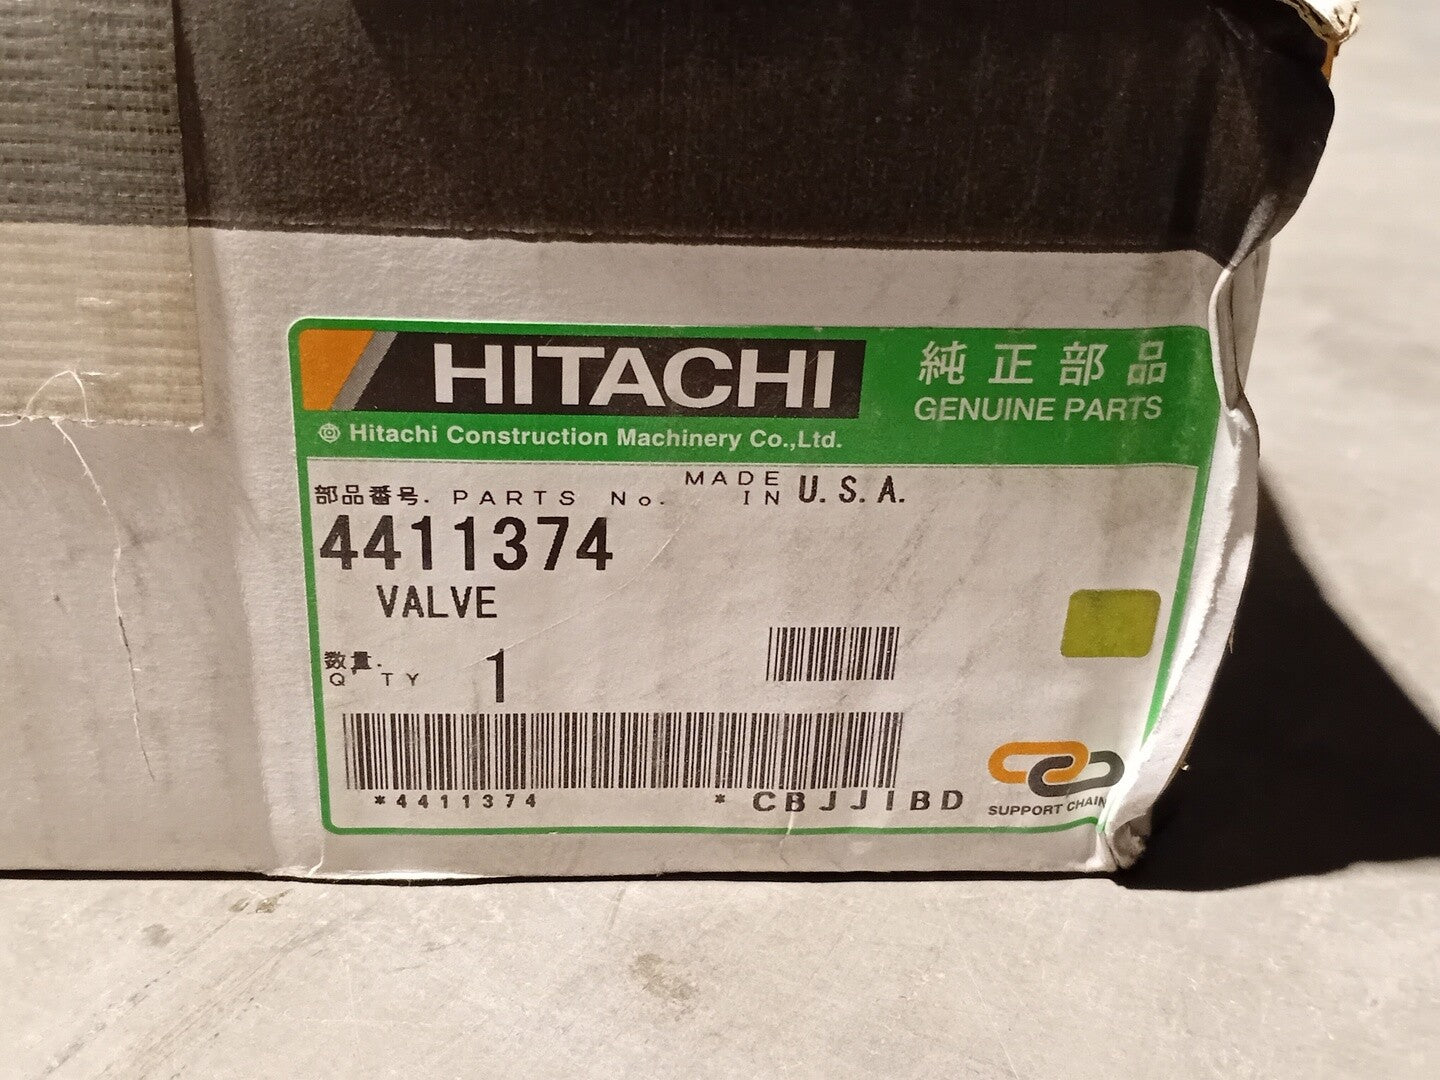 HITACHI
純正部品
GENUINE PARTS
Hitachi Construction Machinery Co.,Ltd.
部品番号. PARTS No.
MADE IN U.S.A.
4411374
VALVE
数量.
Q'TY 1
*4411374 * CBJJIBD
SUPPORT CHAIN